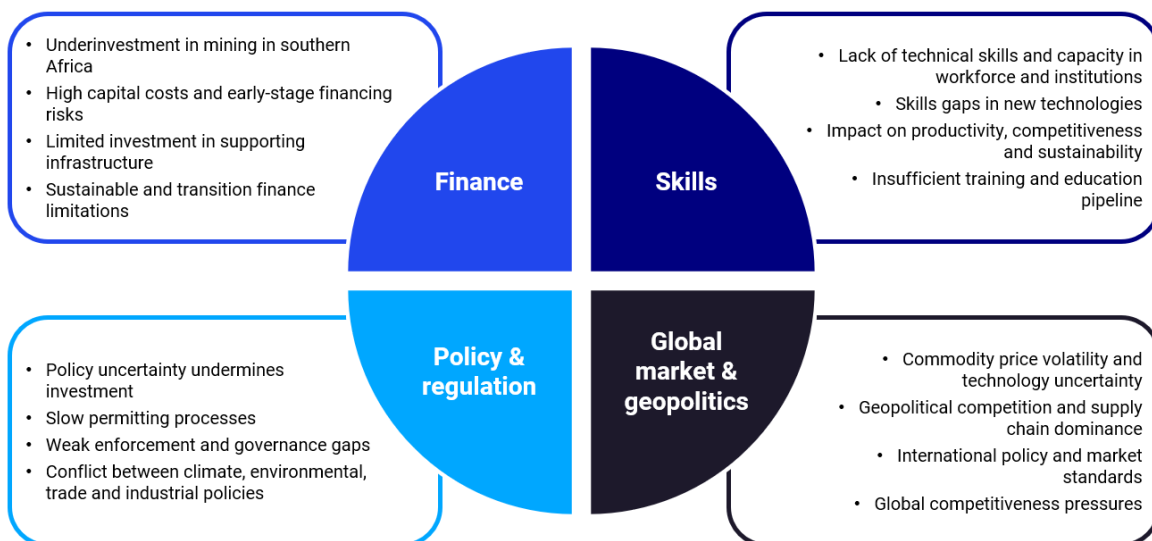 • Underinvestment in mining in southern
Africa
• High capital costs and early-stage financing
risks
• Limited investment in supporting
infrastructure
• Sustainable and transition finance
limitations
Finance
Skills
• Lack of technical skills and capacity in
workforce and institutions
• Skills gaps in new technologies
• Impact on productivity, competitiveness
and sustainability
• Insufficient training and education
pipeline
• Policy uncertainty undermines
investment
• Slow permitting processes
• Weak enforcement and governance gaps
• Conflict between climate, environmental,
trade and industrial policies
Policy &
regulation
Global
market &
geopolitics
• Commodity price volatility and
technology uncertainty
• Geopolitical competition and supply
chain dominance
• International policy and market
standards
• Global competitiveness pressures